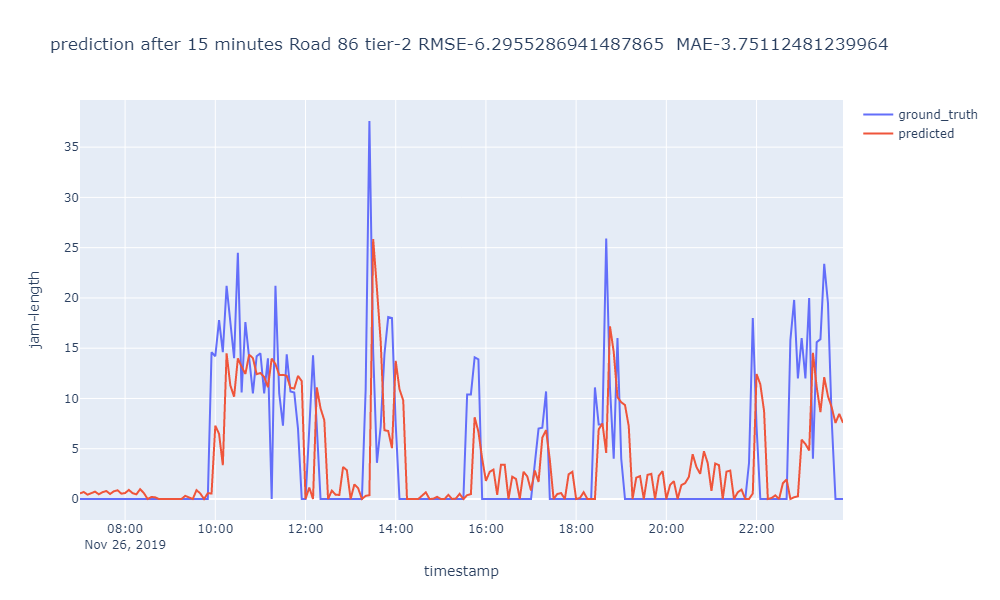 prediction after 15 minutes Road 86 tier-2 RMSE-6.2955286941487865  MAE-3.75112481239964
ground_truth
predicted
35
30
25
20
15
10
5
0
jam-length
08:00 10:00 12:00 14:00 16:00 18:00 20:00 22:00
Nov 26, 2019
timestamp